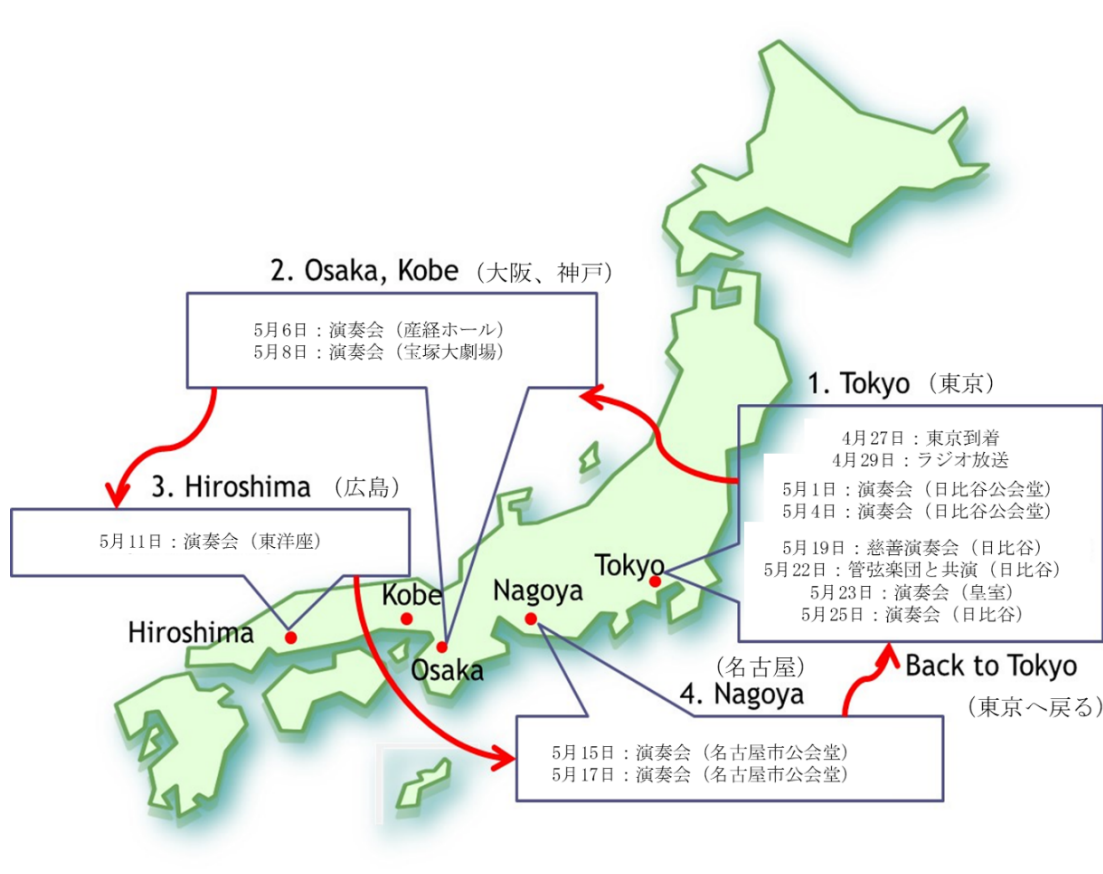 2. Osaka, Kobe（大阪、神戸）
5月6日：演奏会（産経ホール）
5月8日：演奏会（宝塚大劇場）
1. Tokyo（東京）
4月27日：東京到着
4月29日：ラジオ放送
5月1日：演奏会（日比谷公会堂）
5月4日：演奏会（日比谷公会堂）
5月19日：慈善演奏会（日比谷）
5月22日：管弦楽団と共演（日比谷）
5月23日：演奏会（皇室）
5月25日：演奏会（日比谷）
3. Hiroshima（広島）
5月11日：演奏会（東洋座）
Tokyo
Kobe
Nagoya
Hiroshima
Osaka
（名古屋）
4. Nagoya
5月15日：演奏会（名古屋市公会堂）
5月17日：演奏会（名古屋市公会堂）
Back to Tokyo
（東京へ戻る）